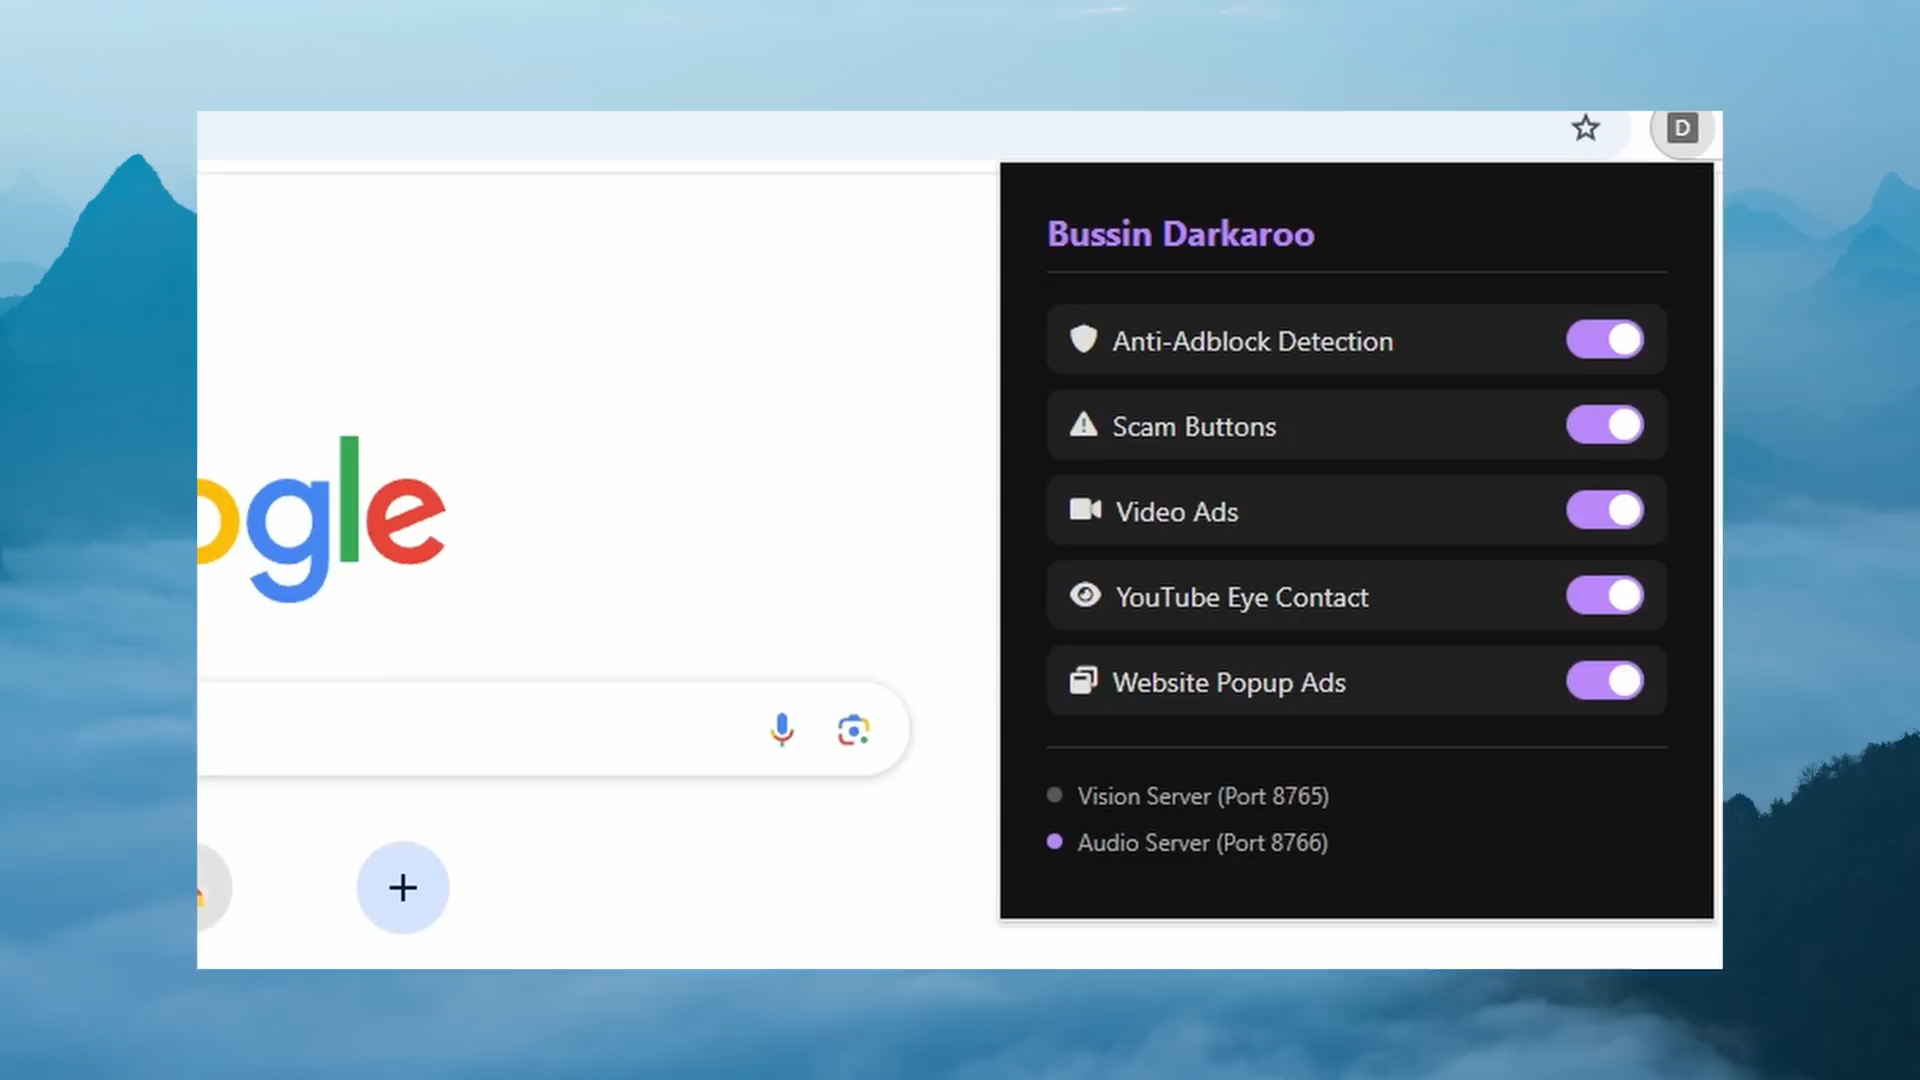 D
Bussin Darkaroo
Anti-Adblock Detection
Scam Buttons
Video Ads
YouTube Eye Contact
Website Popup Ads
Vision Server (Port 8765)
Audio Server (Port 8766)
ogle